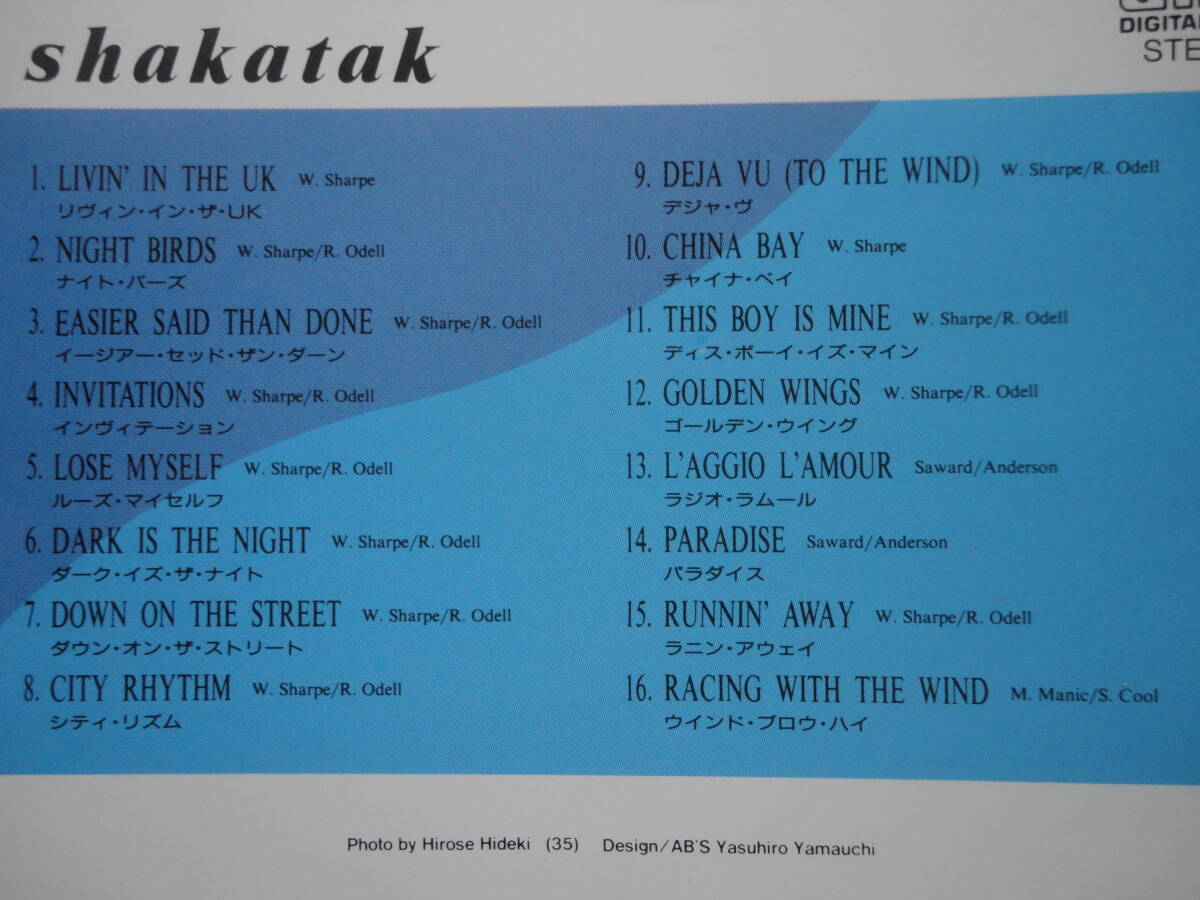 shakatak
DIGITAL
STE
1. LIVIN' IN THE UK W. Sharpe
リヴィン・イン・ザ・UK
2. NIGHT BIRDS W. Sharpe/R. Odell
ナイト・バーズ
3. EASIER SAID THAN DONE W. Sharpe/R. Odell
イージアー・セッド・ザン・ダーン
4. INVITATIONS W. Sharpe/R. Odell
インヴィテーション
5. LOSE MYSELF W. Sharpe/R. Odell
ルーズ・マイセルフ
6. DARK IS THE NIGHT W. Sharpe/R. Odell
ダーク・イズ・ザ・ナイト
7. DOWN ON THE STREET W. Sharpe/R. Odell
ダウン・オン・ザ・ストリート
8. CITY RHYTHM W. Sharpe/R. Odell
シティ・リズム
9. DEJA VU (TO THE WIND) W. Sharpe/R. Odell
デジャ・ヴ
10. CHINA BAY W. Sharpe
チャイナ・ベイ
11. THIS BOY IS MINE W. Sharpe/R. Odell
ディス・ボーイ・イズ・マイン
12. GOLDEN WINGS W. Sharpe/R. Odell
ゴールデン・ウイング
13. L'AGGIO L'AMOUR Saward/Anderson
ラジオ・ラムール
14. PARADISE Saward/Anderson
パラダイス
15. RUNNIN' AWAY W. Sharpe/R. Odell
ラニン・アウェイ
16. RACING WITH THE WIND M. Manic/S. Cool
ウインド・ブロウ・ハイ
Photo by Hirose Hideki (35) Design/AB'S Yasuhiro Yamauchi